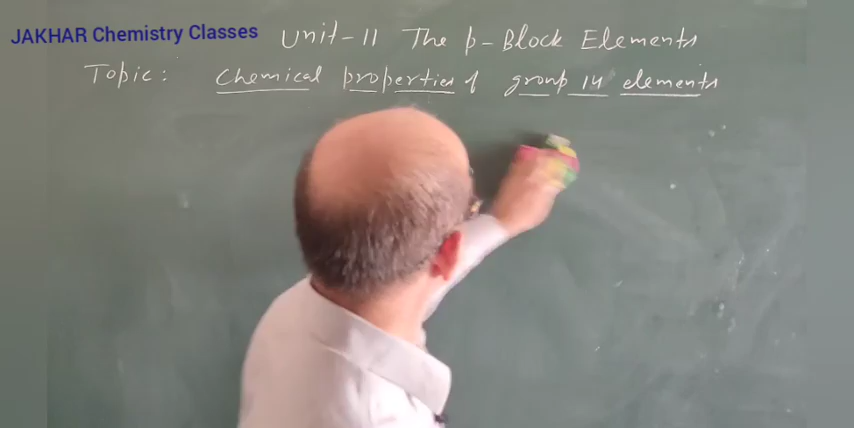 JAKHAR Chemistry Classes
Unit-11 The p-Block Elements
Topic: Chemical properties of group 14 elements